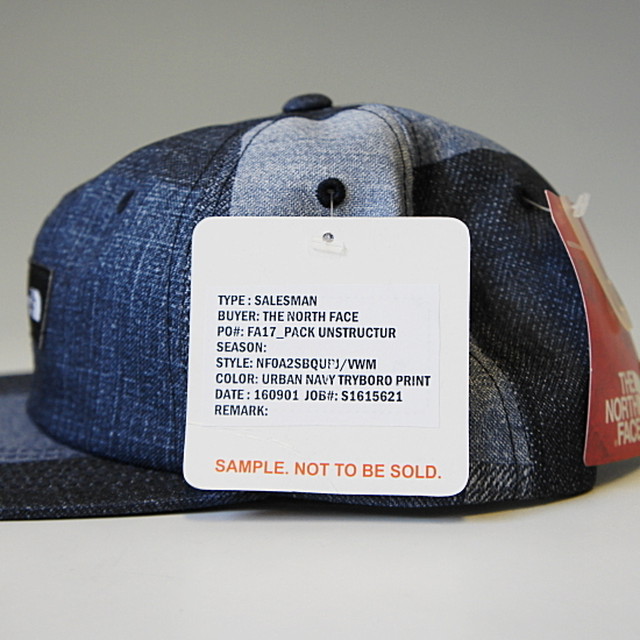 TYPE : SALESMAN
BUYER: THE NORTH FACE
PO#: FA17_PACK UNSTRUCTUR
SEASON:
COLOR: URBAN NAVY TRYBORO PRINT
DATE : 160901 JOB#: S1615621
REMARK:
SAMPLE. NOT TO BE SOLD.
THE
NORTH
FACE
STYLE: